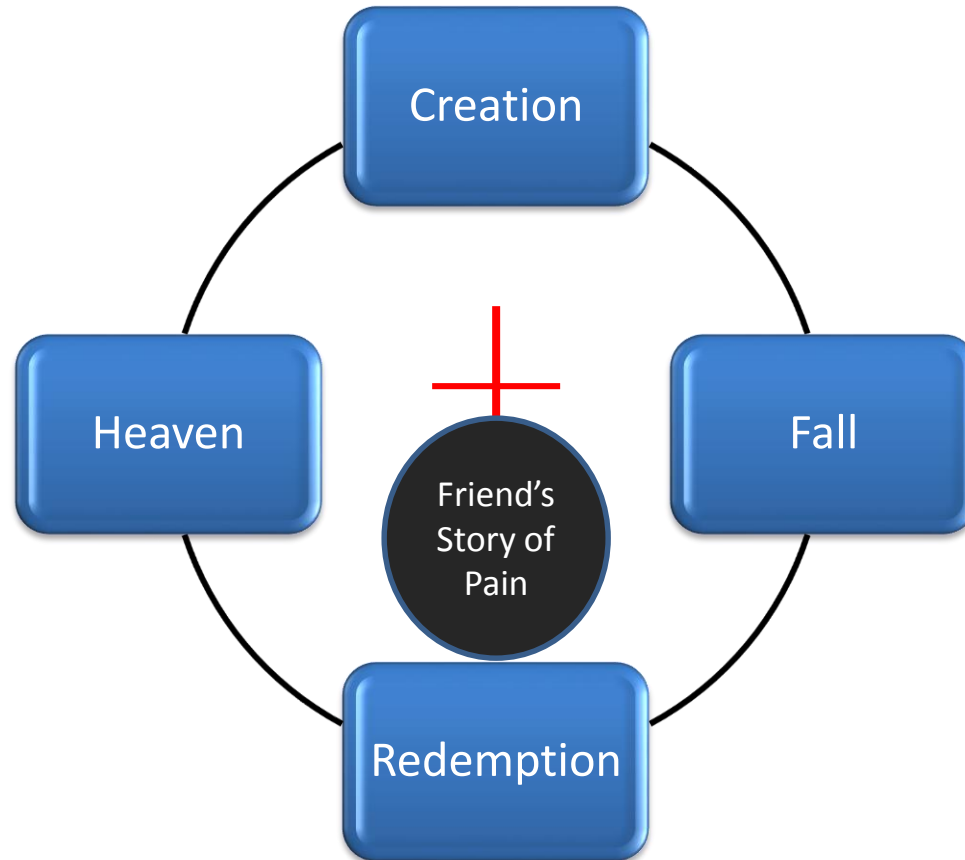 Creation
Heaven
Fall
Friend’s
Story of
Pain
Redemption